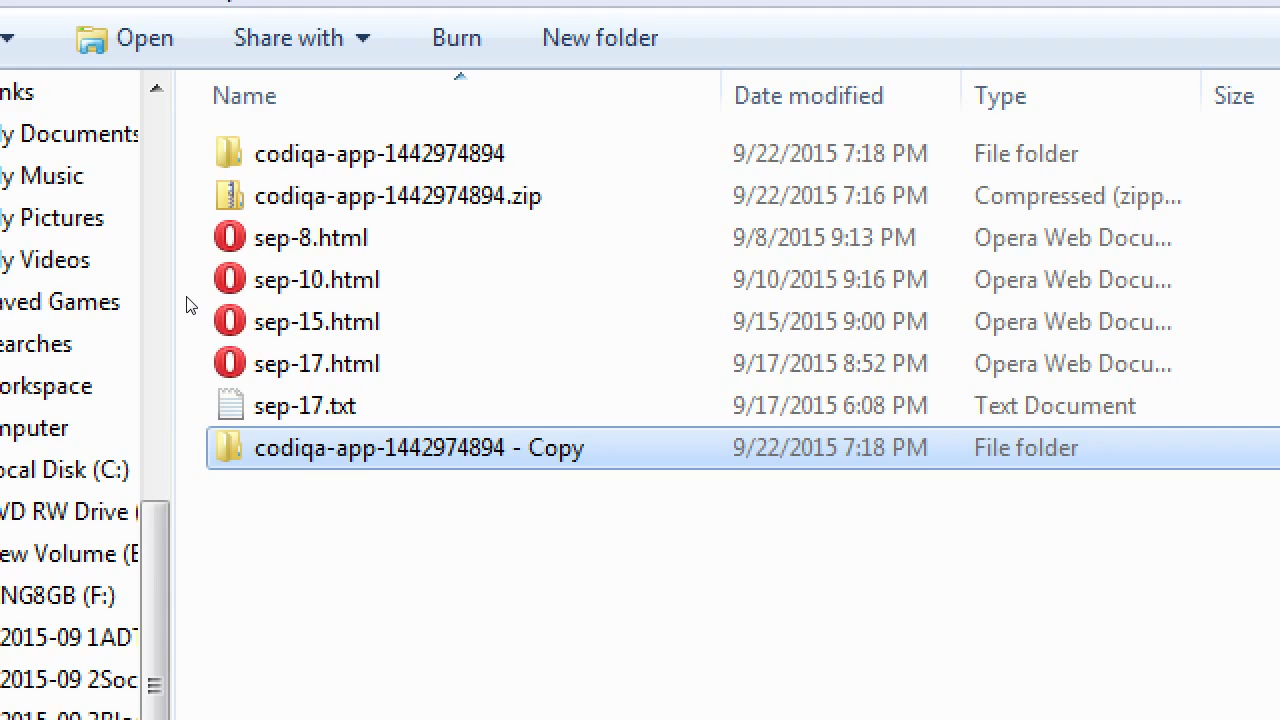 Open Share with Burn New folder
Name Date modified Type Size
codiqa-app-1442974894 9/22/2015 7:18 PM File folder
codiqa-app-1442974894.zip 9/22/2015 7:16 PM Compressed (zipp...
sep-8.html 9/8/2015 9:13 PM Opera Web Docu...
sep-10.html 9/10/2015 9:16 PM Opera Web Docu...
sep-15.html 9/15/2015 9:00 PM Opera Web Docu...
sep-17.html 9/17/2015 8:52 PM Opera Web Docu...
sep-17.txt 9/17/2015 6:08 PM Text Document
codiqa-app-1442974894 - Copy 9/22/2015 7:18 PM File folder
nks
y Documents
y Music
y Pictures
y Videos
aved Games
earches
orkspace
mputer
ocal Disk (C:)
VD RW Drive (
ew Volume (E
NG8GB (F:)
2015-09 1AD
2015-09 2Soc